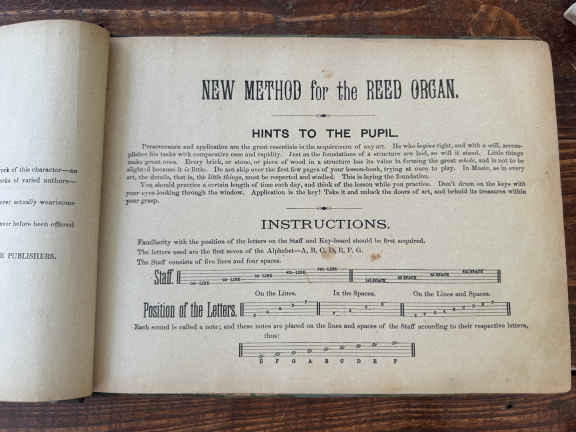 ork of this character—an
orks of varied authors—
ever before been offered
E PUBLISHERS.
NEW METHOD for the REED ORGAN.
HINTS TO THE PUPIL.
Perseverance and application are the great essentials in the acquirement of any art. He who begins right, and with a will, accom-
plishes his tasks with comparative ease and rapidity. Just as the foundations of a structure are laid, so will it stand. Little things
make great ones. Every brick, or stone, or piece of wood in a structure has its value in forming the great whole, and is not to be
slighted because it is little. Do not skip over the first few pages of your lesson-book, trying at once to play. In Music, as in every
art, the details, that is, the little things, must be respected and studied. This is laying the foundation.
You should practice a certain length of time each day, and think of the lesson while you practice. Don't drum on the keys with
your eyes looking through the window. Application is the key! Take it and unlock the doors of art, and behold its treasures within
your grasp.
INSTRUCTIONS.
Familiarity with the position of the letters on the Staff and Key-board should be first acquired.
The letters used are the first seven of the Alphabet—A, B, C, D, E, F, G.
The Staff consists of five lines and four spaces.
Staff.
On the Lines. In the Spaces. On the Lines and Spaces.
Position of the Letters.
Each sound is called a note; and these notes are placed on the lines and spaces of the Staff according to their respective letters,
thus:
D F G A B C D E F